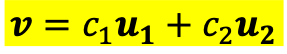 𝒗 = 𝑐₁𝒖₁ + 𝑐₂𝒖₂